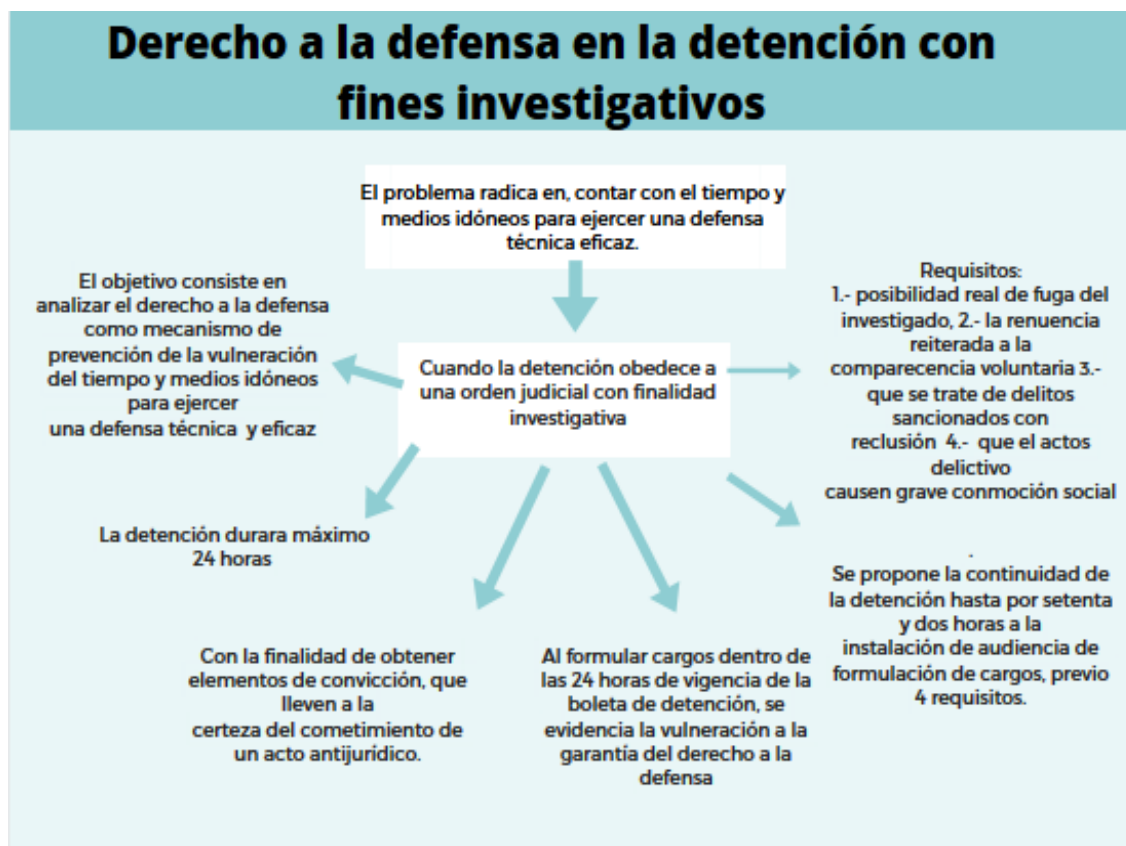 Derecho a la defensa en la detención con
fines investigativos
El problema radica en, contar con el tiempo y
medios idóneos para ejercer una defensa
técnica eficaz.
El objetivo consiste en
analizar el derecho a la defensa
como mecanismo de
prevención de la vulneración
del tiempo y medios idóneos
para ejercer
una defensa técnica y eficaz
Cuando la detención obedece a
una orden judicial con finalidad
investigativa
Requisitos:
1.- posibilidad real de fuga del
investigado, 2.- la renuencia
reiterada a la
comparecencia voluntaria 3.-
que se trate de delitos
sancionados con
reclusión 4.- que el actos
delictivo
causen grave conmoción social
La detención durara máximo
24 horas
Con la finalidad de obtener
elementos de convicción, que
lleven a la
certeza del cometimiento de
un acto antijurídico.
Al formular cargos dentro de
las 24 horas de vigencia de la
boleta de detención, se
evidencia la vulneración a la
garantía del derecho a la
defensa
.
Se propone la continuidad de
la detención hasta por setenta
y dos horas a la
instalación de audiencia de
formulación de cargos, previo
4 requisitos.